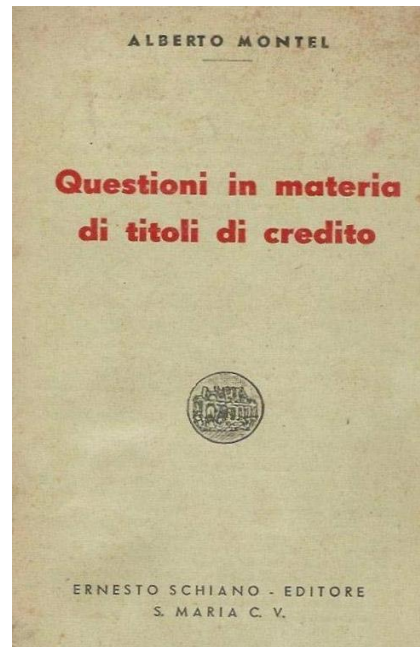 ALBERTO MONTEL
Questioni in materia
di titoli di credito
ERNESTO SCHIANO - EDITORE
S. MARIA C. V.